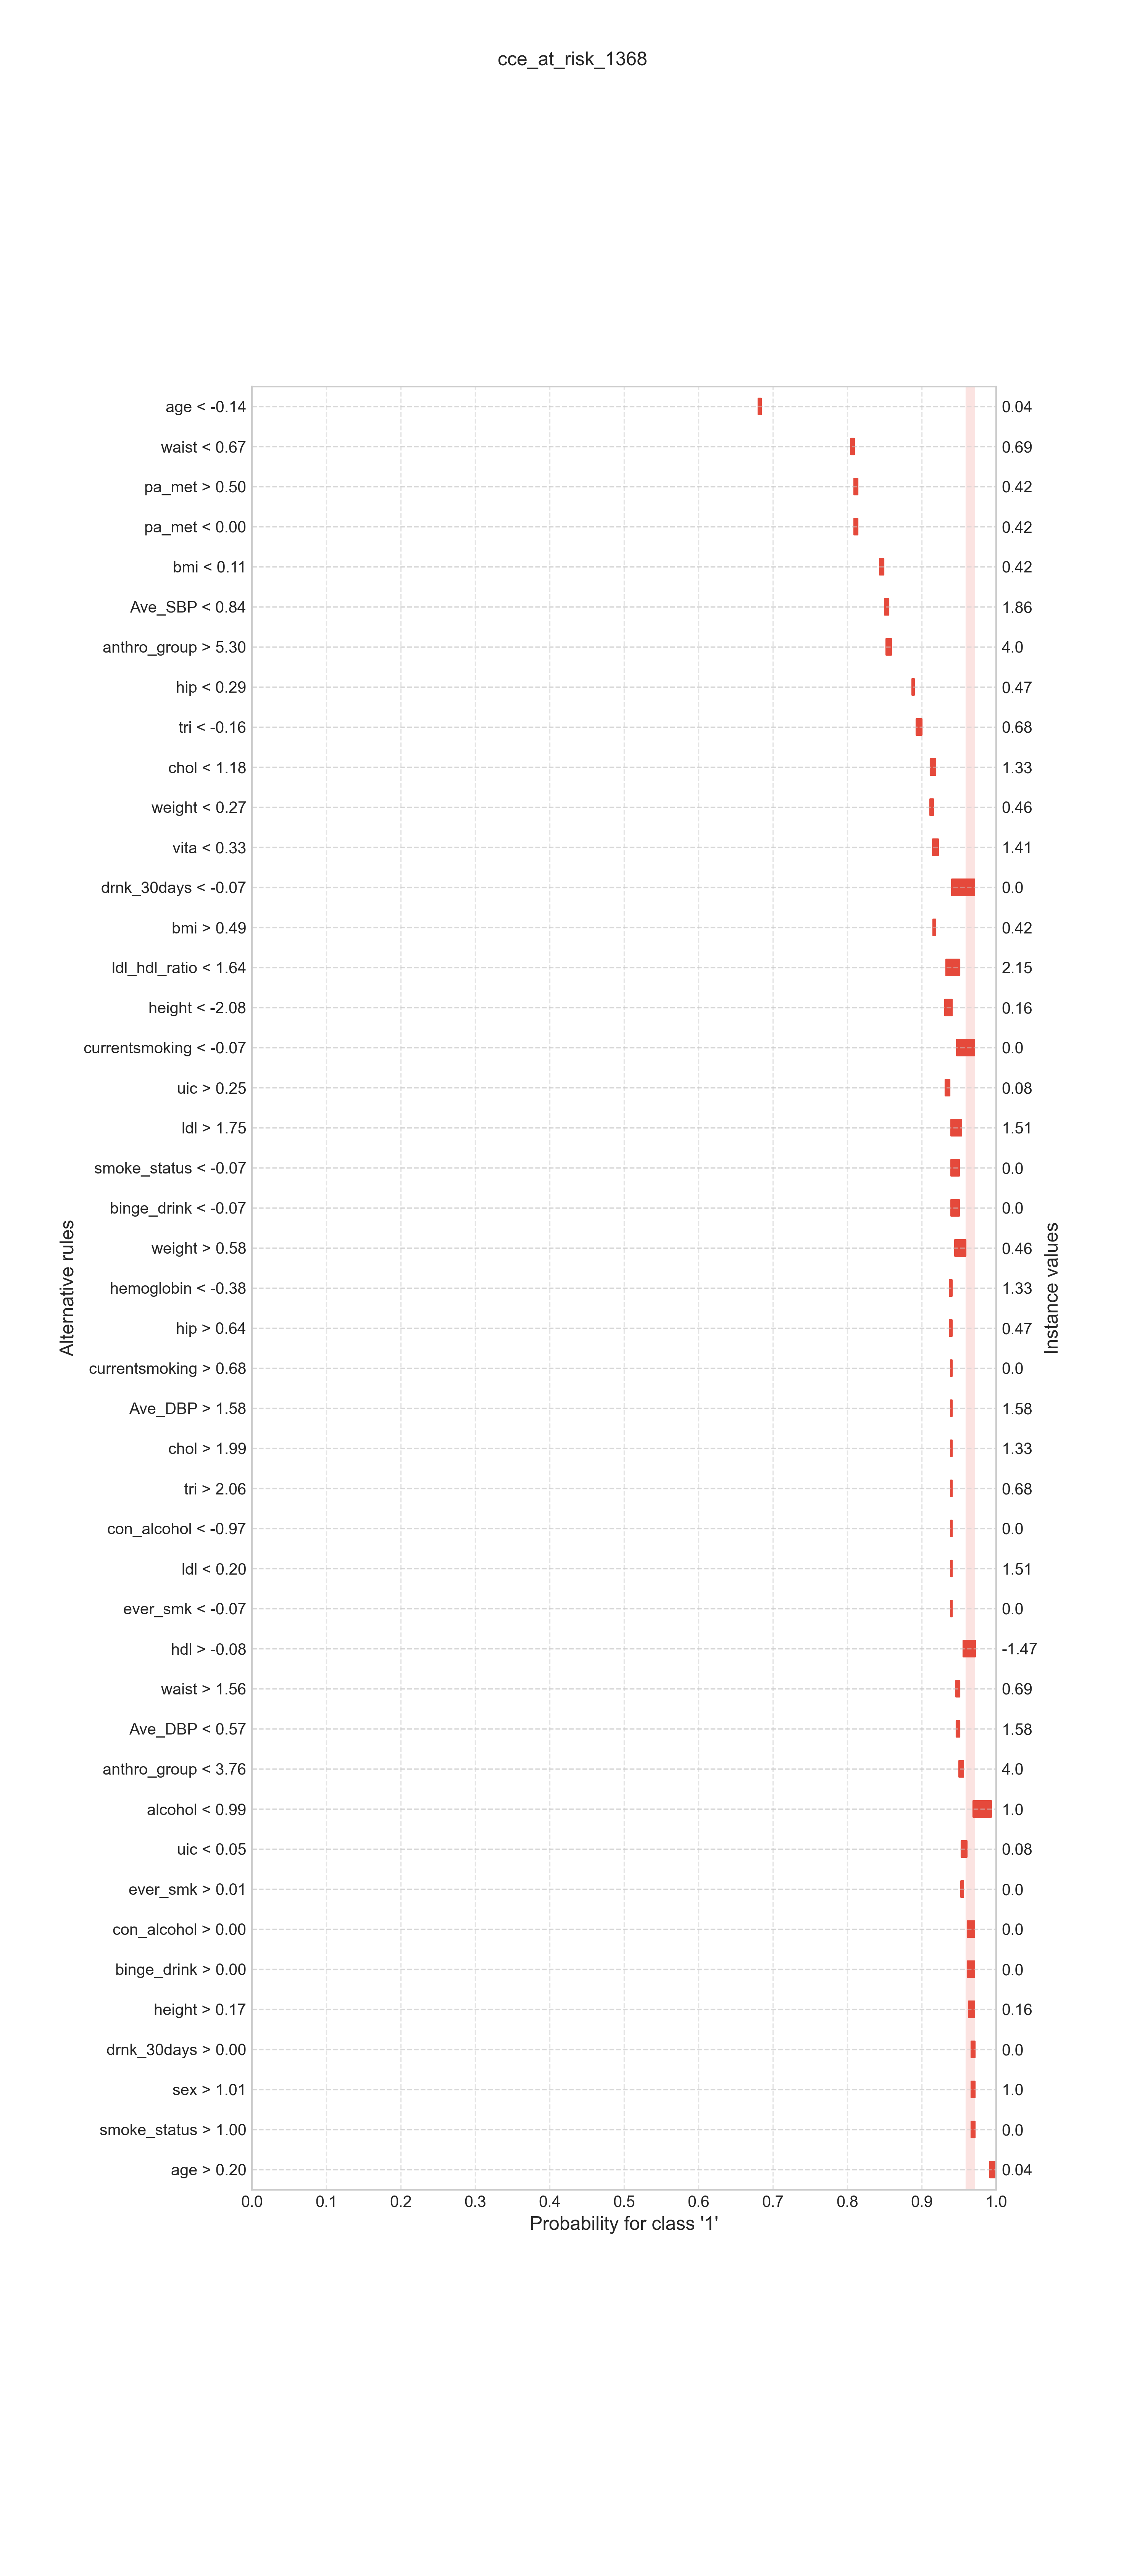 cce_at_risk_1368
age < -0.14 0.04
waist < 0.67 0.69
pa_met > 0.50 0.42
pa_met < 0.00 0.42
bmi < 0.11 0.42
Ave_SBP < 0.84 1.86
anthro_group > 5.30 4.0
hip < 0.29 0.47
tri < -0.16 0.68
chol < 1.18 1.33
weight < 0.27 0.46
vita < 0.33 1.41
drnk_30days < -0.07 0.0
bmi > 0.49 0.42
ldl_hdl_ratio < 1.64 2.15
height < -2.08 0.16
currentsmoking < -0.07 0.0
uic > 0.25 0.08
ldl > 1.75 1.51
smoke_status < -0.07 0.0
binge_drink < -0.07 0.0
weight > 0.58 0.46
hemoglobin < -0.38 1.33
hip > 0.64 0.47
currentsmoking > 0.68 0.0
Ave_DBP > 1.58 1.58
chol > 1.99 1.33
tri > 2.06 0.68
con_alcohol < -0.97 0.0
ldl < 0.20 1.51
ever_smk < -0.07 0.0
hdl > -0.08 -1.47
waist > 1.56 0.69
Ave_DBP < 0.57 1.58
anthro_group < 3.76 4.0
alcohol < 0.99 1.0
uic < 0.05 0.08
ever_smk > 0.01 0.0
con_alcohol > 0.00 0.0
binge_drink > 0.00 0.0
height > 0.17 0.16
drnk_30days > 0.00 0.0
sex > 1.01 1.0
smoke_status > 1.00 0.0
age > 0.20 0.04
Alternative rules
Instance values
0.0 0.1 0.2 0.3 0.4 0.5 0.6 0.7 0.8 0.9 1.0
Probability for class '1'